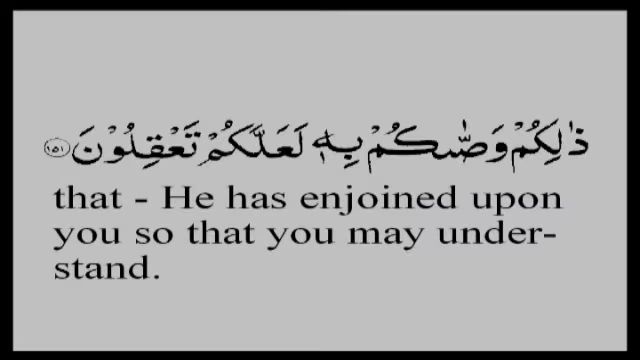 ذَٰلِكُمْ وَصَّىٰكُم بِهِۦ لَعَلَّكُمْ تَعْقِلُونَ ١٥١
that - He has enjoined upon
you so that you may under-
stand.